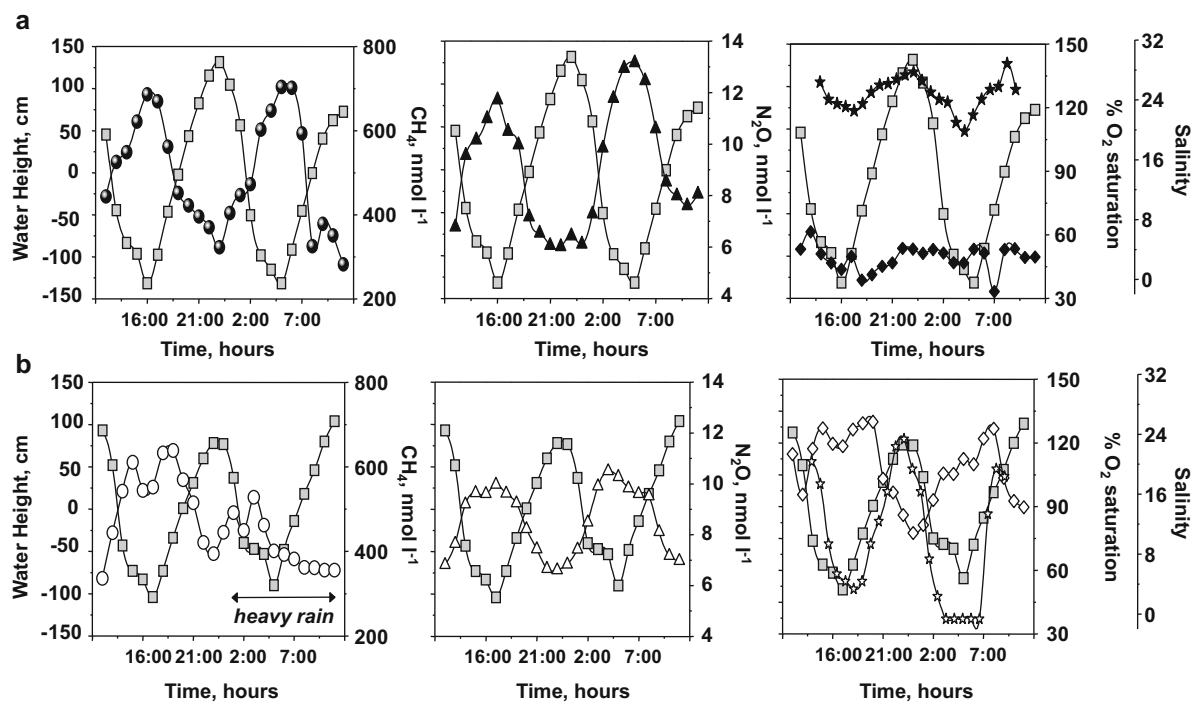 a
150
100
50
0
-50
-100
-150
Water Height, cm
800
600
400
200
CH4, nmol l-1
16:00 21:00 2:00 7:00
Time, hours
14
12
10
8
6
4
N2O, nmol l-1
16:00 21:00 2:00 7:00
Time, hours
150
120
90
60
30
% O2 saturation
32
24
16
8
0
Salinity
16:00 21:00 2:00 7:00
Time, hours
b
150
100
50
0
-50
-100
-150
Water Height, cm
heavy rain
800
600
400
200
CH4, nmol l-1
16:00 21:00 2:00 7:00
Time, hours
14
12
10
8
6
4
N2O, nmol l-1
16:00 21:00 2:00 7:00
Time, hours
150
120
90
60
30
% O2 saturation
32
24
16
8
0
Salinity
16:00 21:00 2:00 7:00
Time, hours